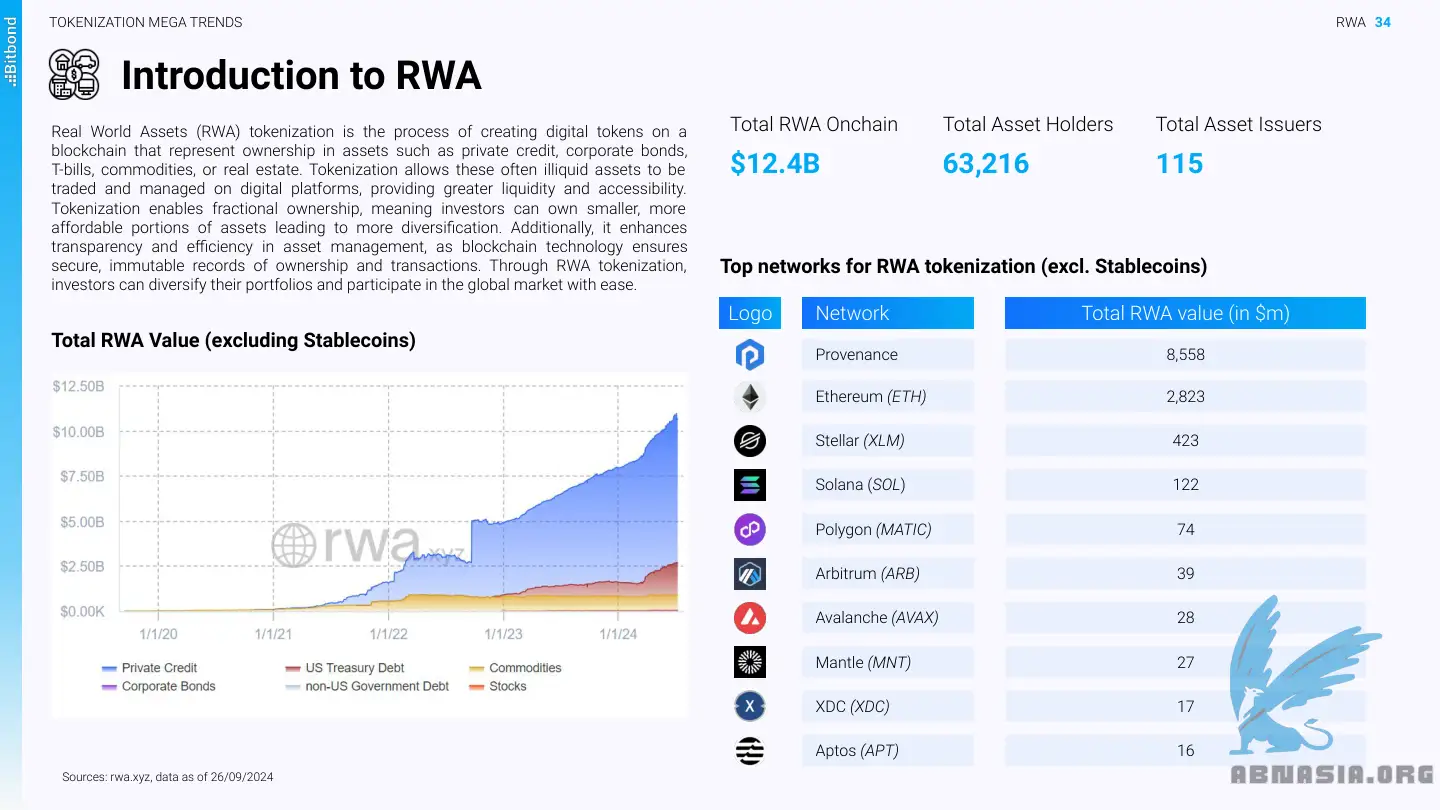 Bitbond
TOKENIZATION MEGA TRENDS
RWA 34
Introduction to RWA
Real World Assets (RWA) tokenization is the process of creating digital tokens on a
blockchain that represent ownership in assets such as private credit, corporate bonds,
T-bills, commodities, or real estate. Tokenization allows these often illiquid assets to be
traded and managed on digital platforms, providing greater liquidity and accessibility.
Tokenization enables fractional ownership, meaning investors can own smaller, more
affordable portions of assets leading to more diversification. Additionally, it enhances
transparency and efficiency in asset management, as blockchain technology ensures
secure, immutable records of ownership and transactions. Through RWA tokenization,
investors can diversify their portfolios and participate in the global market with ease.
Total RWA Value (excluding Stablecoins)
$12.50B
$10.00B
$7.50B
$5.00B
$2.50B
$0.00K
rwa.xyz
1/1/20 1/1/21 1/1/22 1/1/23 1/1/24
Private Credit US Treasury Debt Commodities
Corporate Bonds non-US Government Debt Stocks
Sources: rwa.xyz, data as of 26/09/2024
Total RWA Onchain Total Asset Holders Total Asset Issuers
$12.4B 63,216 115
Top networks for RWA tokenization (excl. Stablecoins)
Logo Network Total RWA value (in $m)
Provenance 8,558
Ethereum (ETH) 2,823
Stellar (XLM) 423
Solana (SOL) 122
Polygon (MATIC) 74
Arbitrum (ARB) 39
Avalanche (AVAX) 28
Mantle (MNT) 27
XDC (XDC) 17
Aptos (APT) 16
ABNASIA.ORG